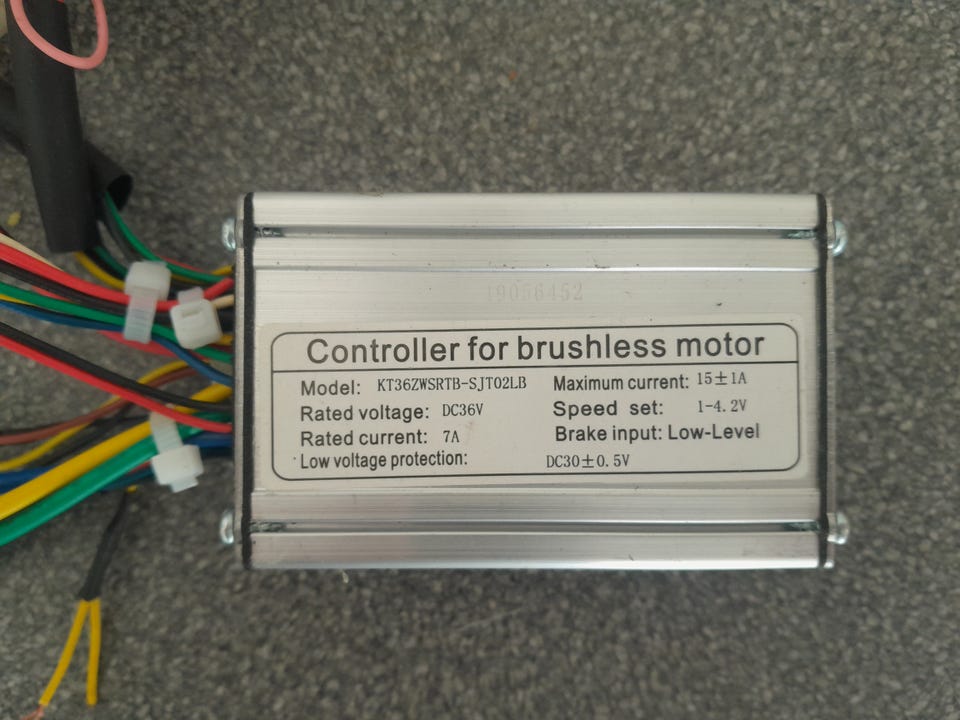 19056452
Controller for brushless motor
Model: KT36ZWSRTB-SJT02LB Maximum current: 15±1A
Rated voltage: DC36V Speed set: 1-4.2V
Rated current: 7A Brake input: Low-Level
Low voltage protection: DC30±0.5V